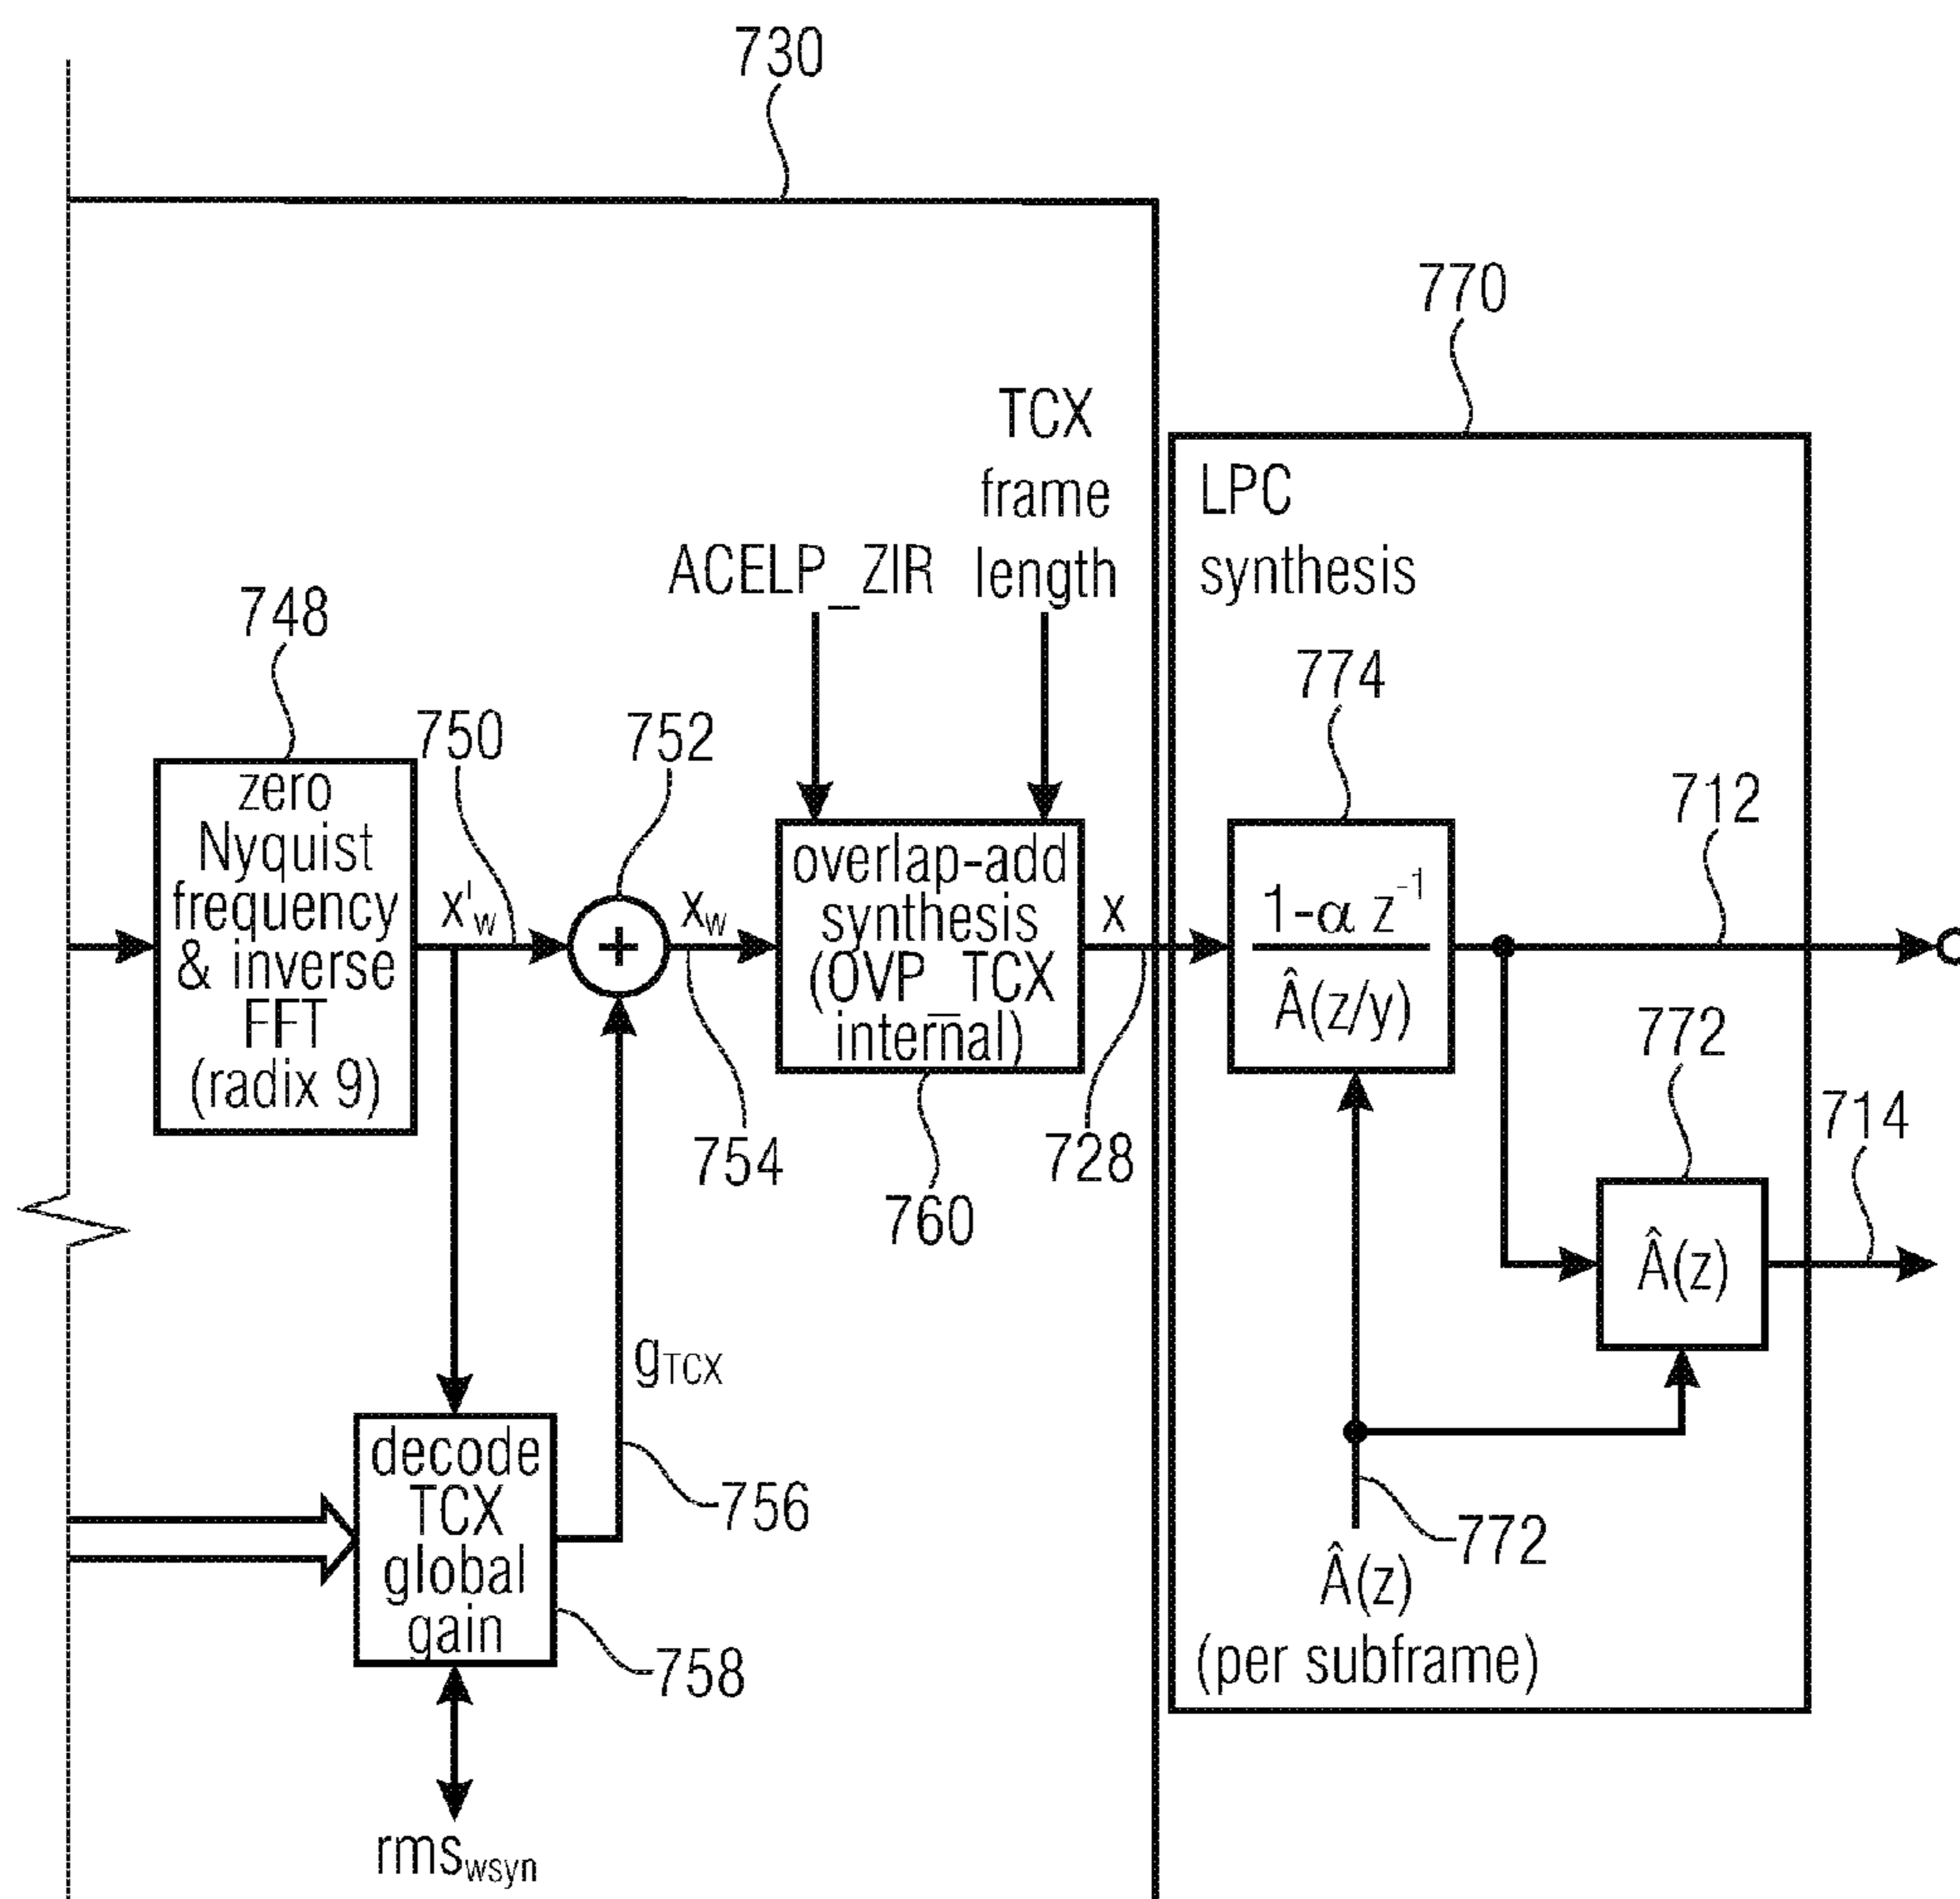 730
770
TCX
frame
length
ACELP_ZIR
LPC
synthesis
748
750
752
774
712
zero
Nyquist
frequency
& inverse
FFT
(radix 9)
x'w
+
xw
overlap-add
synthesis
(OVP_TCX
internal)
x
1-α z⁻¹
Â(z/y)
772
714
754
760
728
Â(z)
gTCX
756
decode
TCX
global
gain
758
772
Â(z)
(per subframe)
rmswsyn